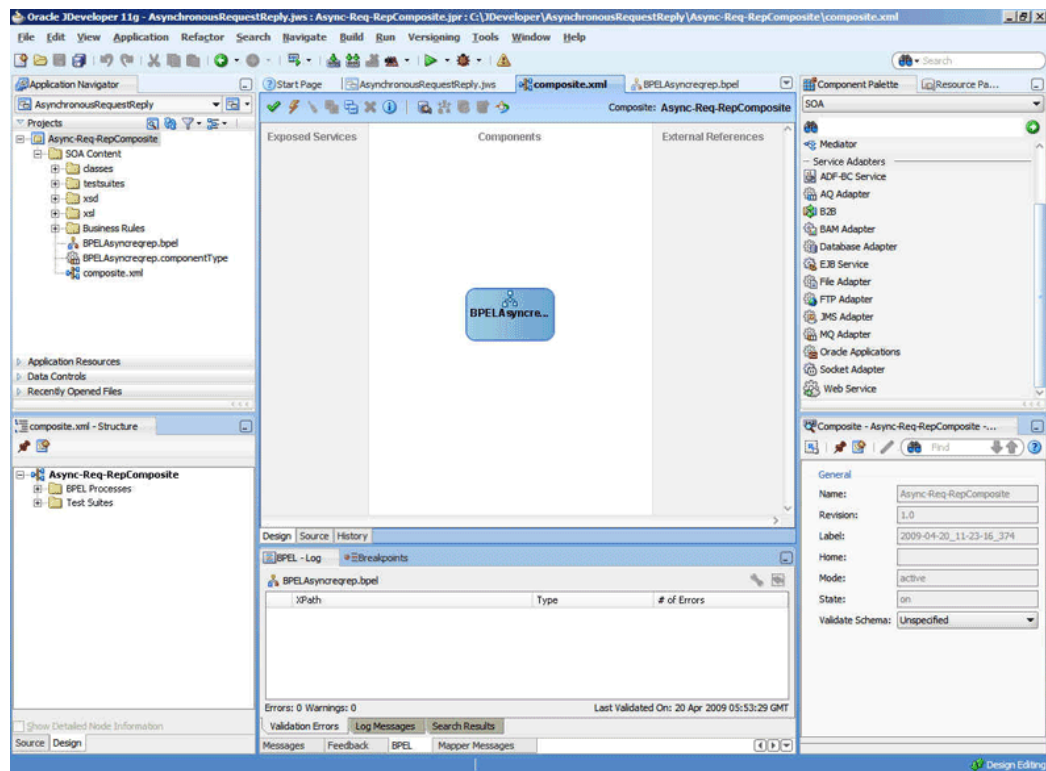 Oracle JDeveloper 11g - AsynchronousRequestReply.jws : Async-Req-RepComposite.jpr : C:\JDeveloper\AsynchronousRequestReply\Async-Req-RepComposite\composite.xml
File Edit View Application Refactor Search Navigate Build Run Versioning Tools Window Help
Search
Application Navigator
AsynchronousRequestReply
Projects
Async-Req-RepComposite
SOA Content
classes
testsuites
xsd
xsl
Business Rules
BPELAsyncreqrep.bpel
BPELAsyncreqrep.componentType
composite.xml
Application Resources
Data Controls
Recently Opened Files
composite.xml - Structure
Async-Req-RepComposite
BPEL Processes
Test Suites
Show Detailed Node Information
Source Design
Start Page AsynchronousRequestReply.jws composite.xml BPELAsyncreqrep.bpel
Composite: Async-Req-RepComposite
Exposed Services Components External References
BPELAsyncre...
Design Source History
BPEL - Log Breakpoints
BPELAsyncreqrep.bpel
XPath Type # of Errors
Errors: 0 Warnings: 0 Last Validated On: 20 Apr 2009 05:53:29 GMT
Validation Errors Log Messages Search Results
Messages Feedback BPEL Mapper Messages
Component Palette Resource Pa...
SOA
Mediator
Service Adapters
ADF-BC Service
AQ Adapter
B2B
BAM Adapter
Database Adapter
EJB Service
File Adapter
FTP Adapter
JMS Adapter
MQ Adapter
Oracle Applications
Socket Adapter
Web Service
Composite - Async-Req-RepComposite -...
Find
General
Name: Async-Req-RepComposite
Revision: 1.0
Label: 2009-04-20_11-23-16_374
Home:
Mode: active
State: on
Validate Schema: Unspecified
Design Editing